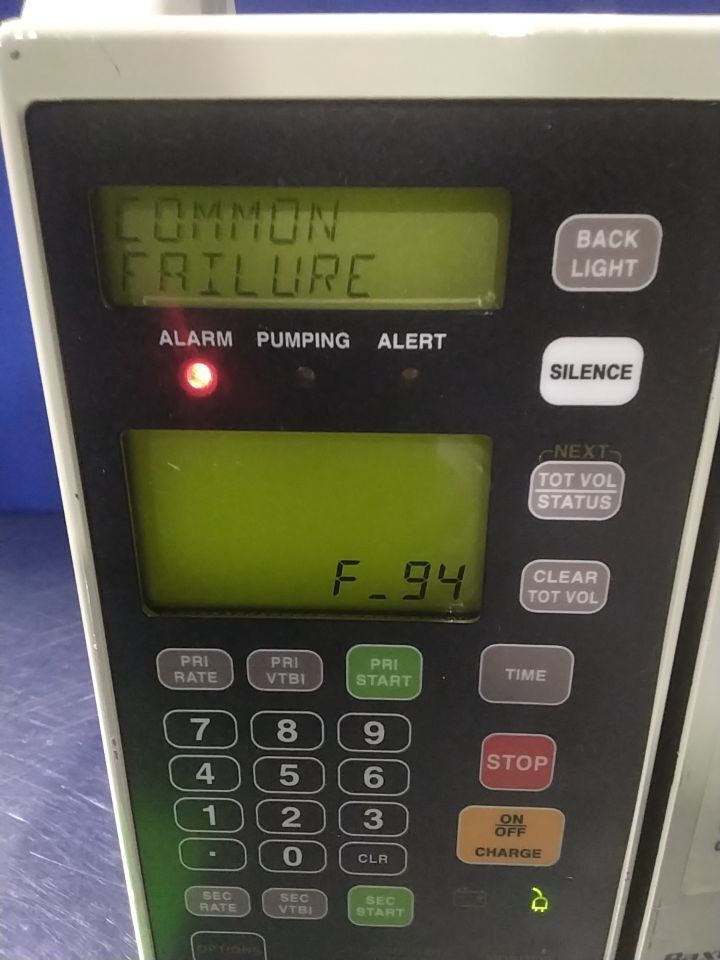 COMMON
FAILURE
BACK
LIGHT
ALARM PUMPING ALERT
SILENCE
NEXT
TOT VOL
STATUS
F_94
CLEAR
TOT VOL
PRI
RATE
PRI
VTBI
PRI
START
TIME
7 8 9
4 5 6
STOP
1 2 3
ON
OFF
CHARGE
. 0 CLR
SEC
RATE
SEC
VTBI
SEC
START
OPTIONS